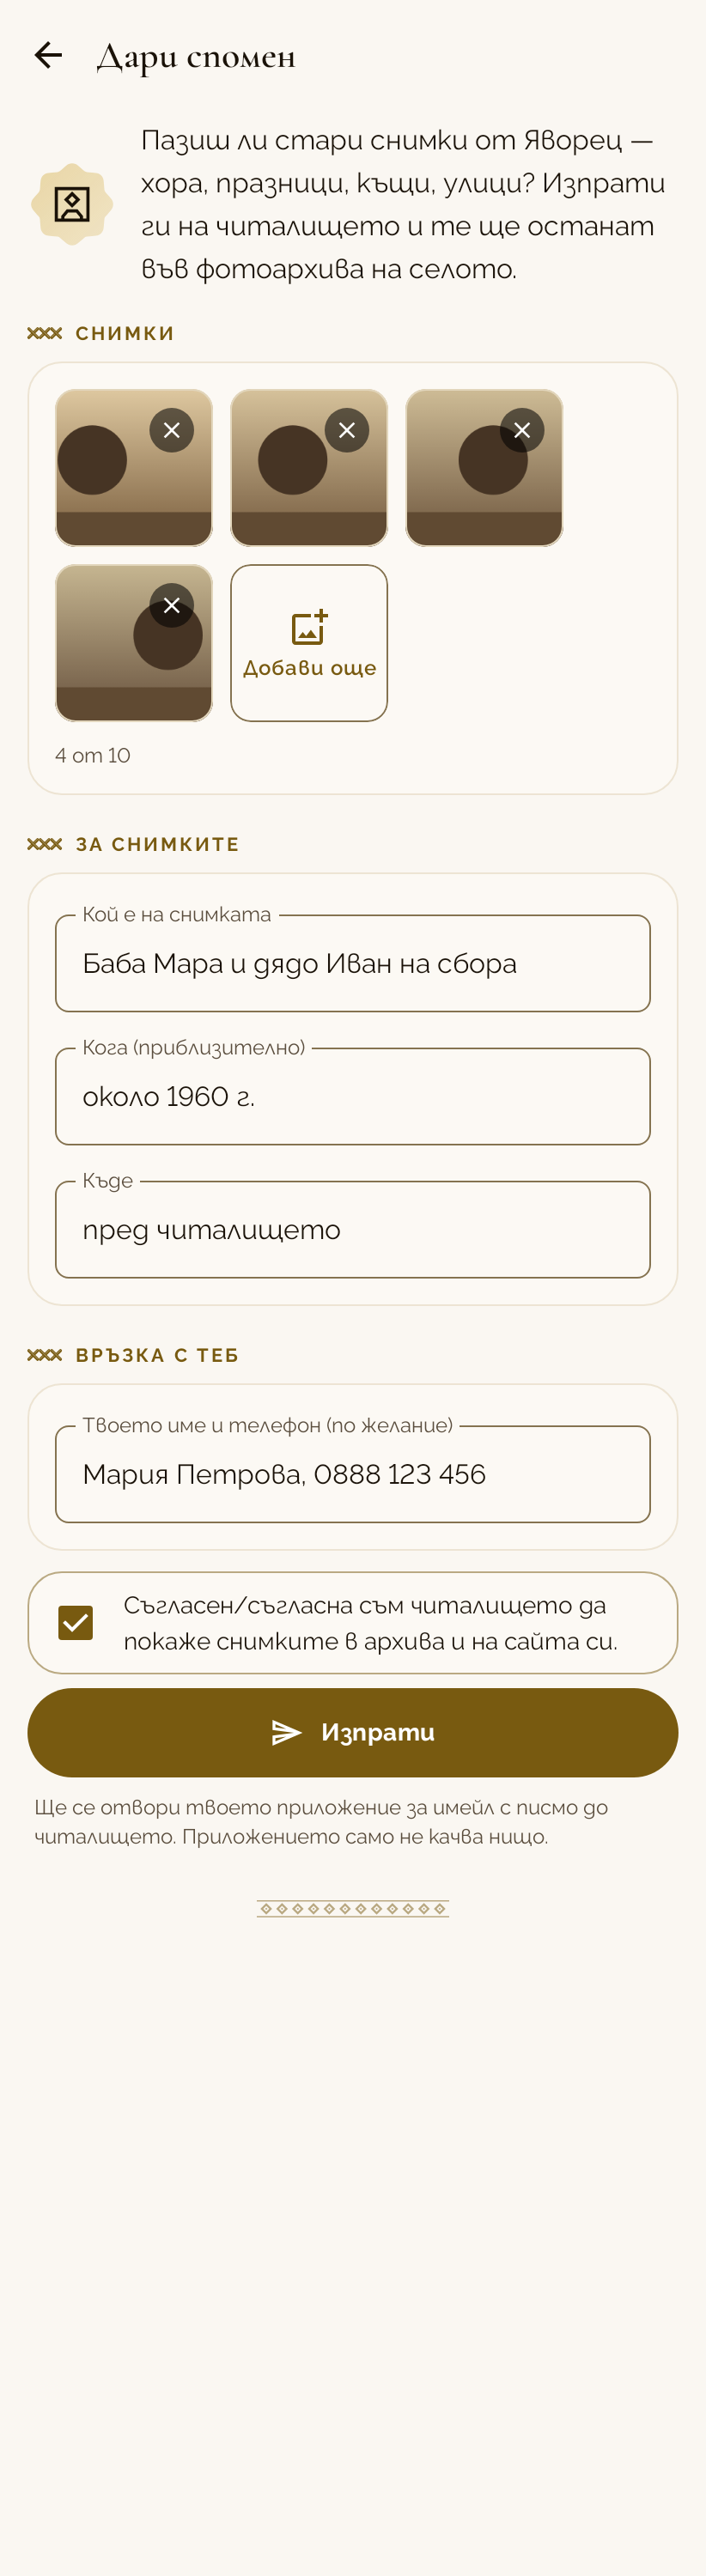 Дари спомен
Пазиш ли стари снимки от Яворец —
хора, празници, къщи, улици? Изпрати
ги на читалището и те ще останат
във фотоархива на селото.
СНИМКИ
Добави още
4 от 10
ЗА СНИМКИТЕ
Кой е на снимката
Баба Мара и дядо Иван на сбора
Кога (приблизително)
около 1960 г.
Къде
пред читалището
ВРЪЗКА С ТЕБ
Твоето име и телефон (по желание)
Мария Петрова, 0888 123 456
Съгласен/съгласна съм читалището да
покаже снимките в архива и на сайта си.
Изпрати
Ще се отвори твоето приложение за имейл с писмо до
читалището. Приложението само не качва нищо.